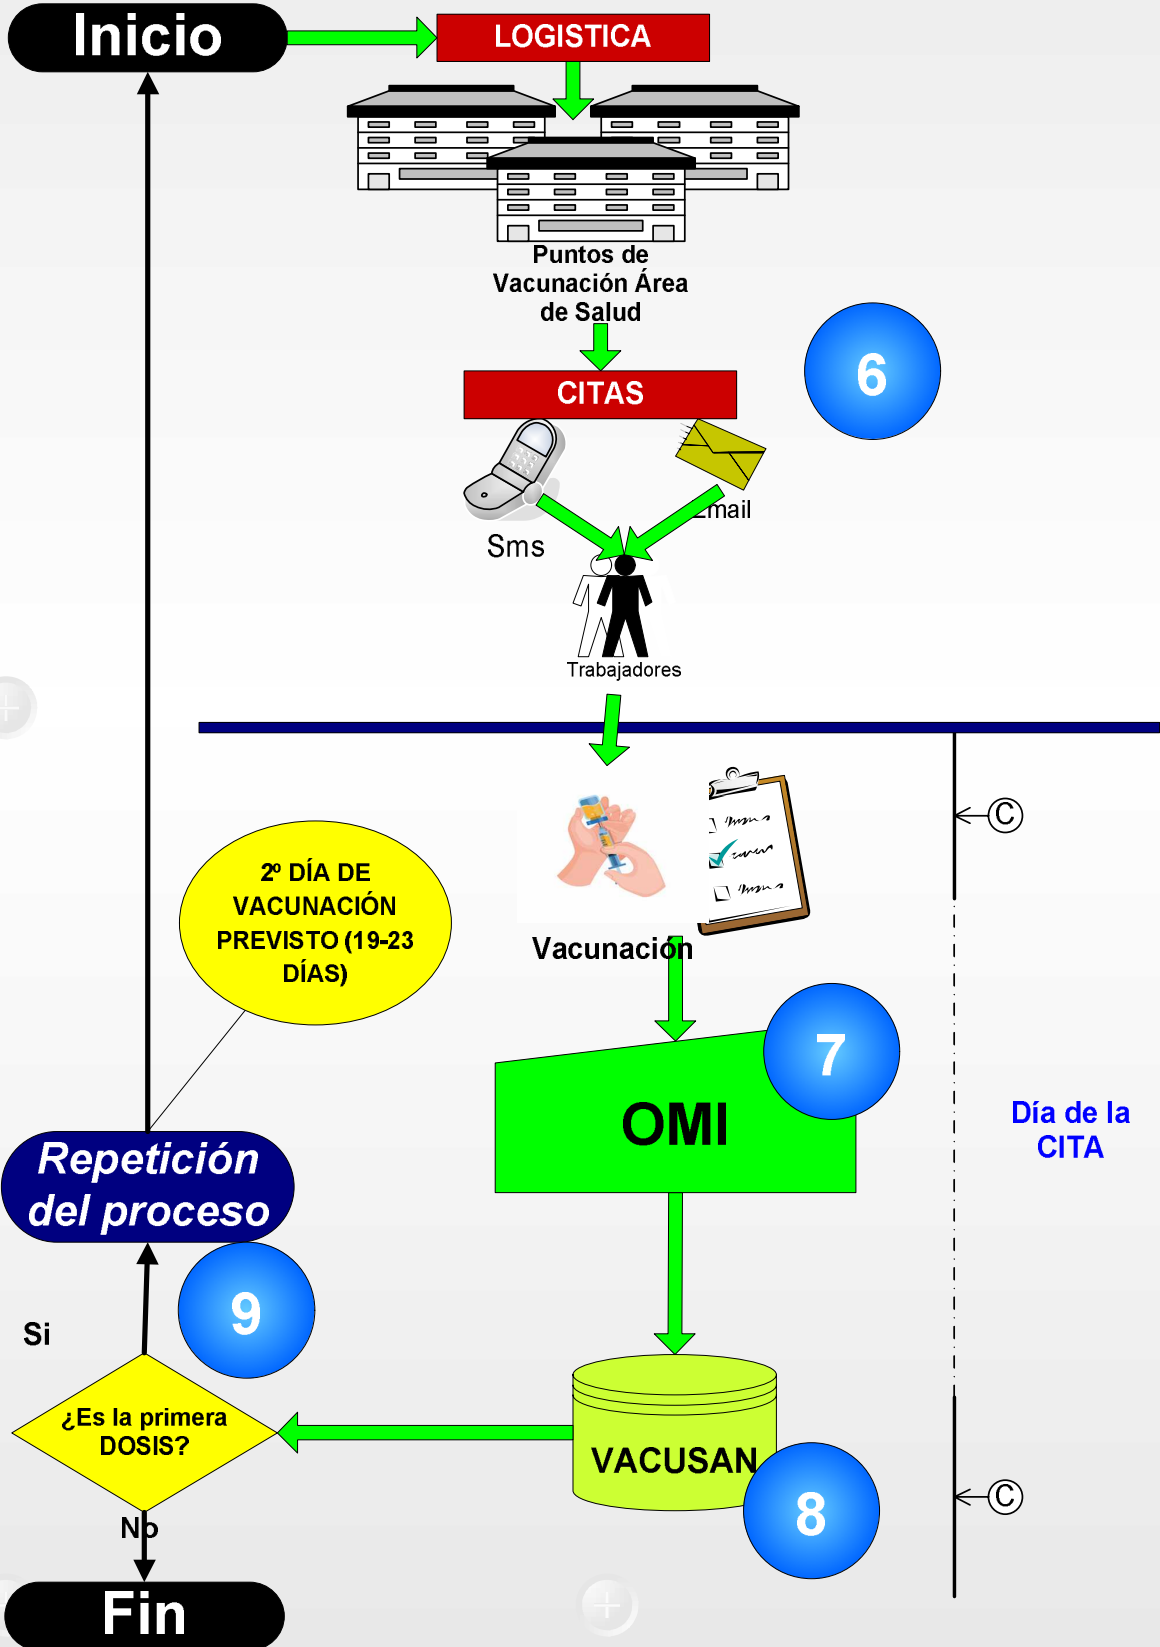 Inicio
LOGISTICA
Puntos de
Vacunación Área
de Salud
6
CITAS
Email
Sms
Trabajadores
C
2º DÍA DE
VACUNACIÓN
PREVISTO (19-23
DÍAS)
Vacunación
7
OMI
Día de la
CITA
Repetición
del proceso
9
Si
¿Es la primera
DOSIS?
VACUSAN
8
C
No
Fin